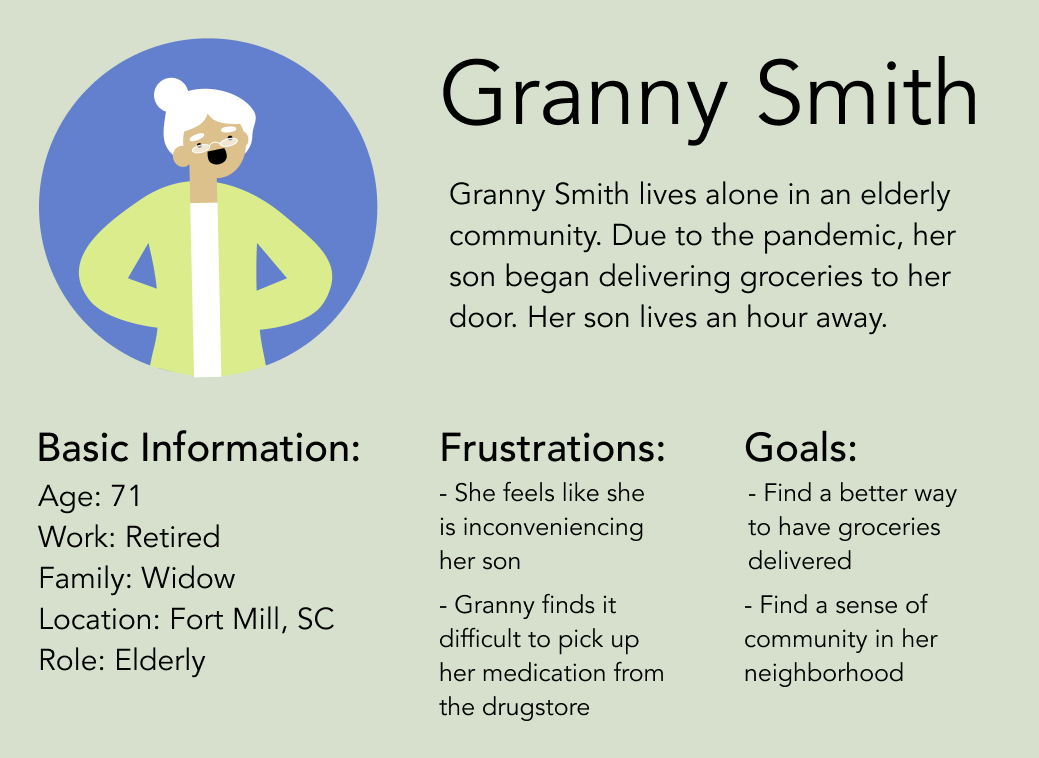 Granny Smith
Granny Smith lives alone in an elderly
community. Due to the pandemic, her
son began delivering groceries to her
door. Her son lives an hour away.
Basic Information:
Age: 71
Work: Retired
Family: Widow
Location: Fort Mill, SC
Role: Elderly
Frustrations:
- She feels like she
is inconveniencing
her son
- Granny finds it
difficult to pick up
her medication from
the drugstore
Goals:
- Find a better way
to have groceries
delivered
- Find a sense of
community in her
neighborhood